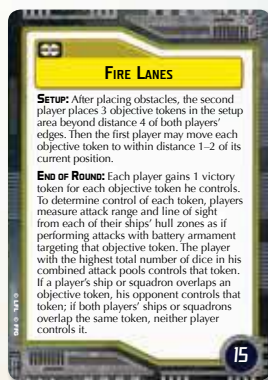 FIRE LANES
SETUP: After placing obstacles, the second
player places 3 objective tokens in the setup
area beyond distance 4 of both players’
edges. Then the first player may move each
objective token to within distance 1–2 of its
current position.
END OF ROUND: Each player gains 1 victory
token for each objective token he controls.
To determine control of each token, players
measure attack range and line of sight
from each of their ships’ hull zones as if
performing attacks with battery armament
targeting that objective token. The player
with the highest total number of dice in his
combined attack pools controls that token.
If a player’s ship or squadron overlaps an
objective token, his opponent controls that
token; if both players’ ships or squadrons
overlap the same token, neither player
controls it.
© LFL © FFG
15